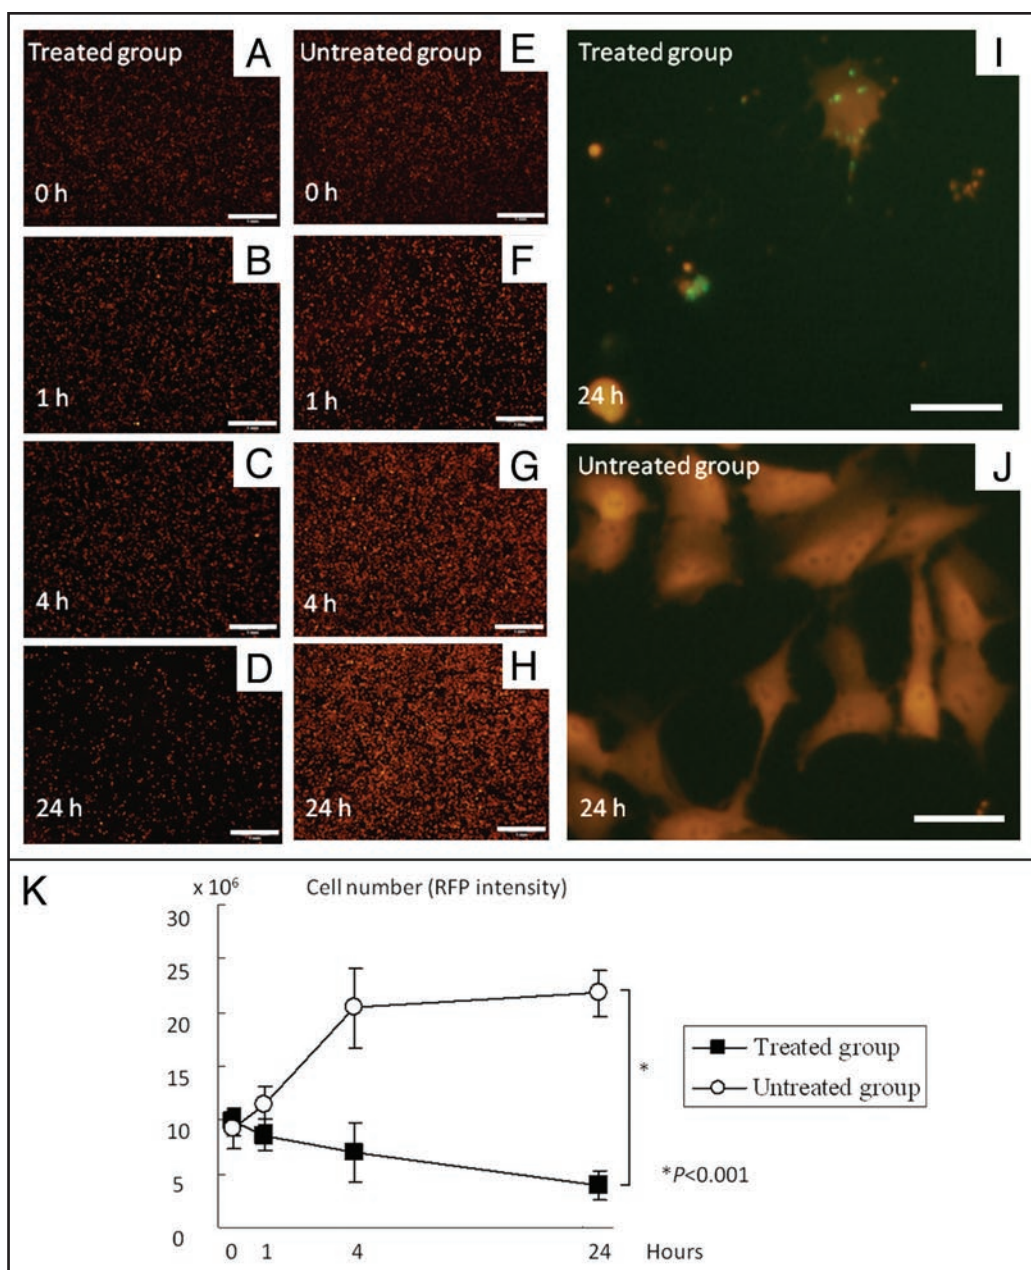 Treated group
A
0 h
B
1 h
C
4 h
D
24 h
Untreated group
E
0 h
F
1 h
G
4 h
H
24 h
Treated group
I
24 h
Untreated group
J
24 h
K
x 10⁶
Cell number (RFP intensity)
30
25
20
15
10
5
0
0 1 4 24 Hours
*
*P<0.001
Treated group
Untreated group